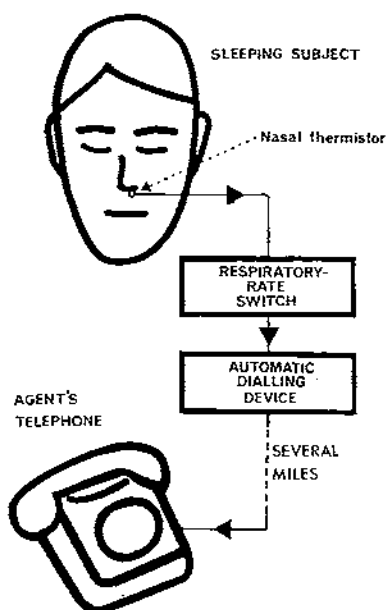 SLEEPING SUBJECT
Nasal thermistor
RESPIRATORY-
RATE
SWITCH
AUTOMATIC
DIALLING
DEVICE
AGENT'S
TELEPHONE
SEVERAL
MILES